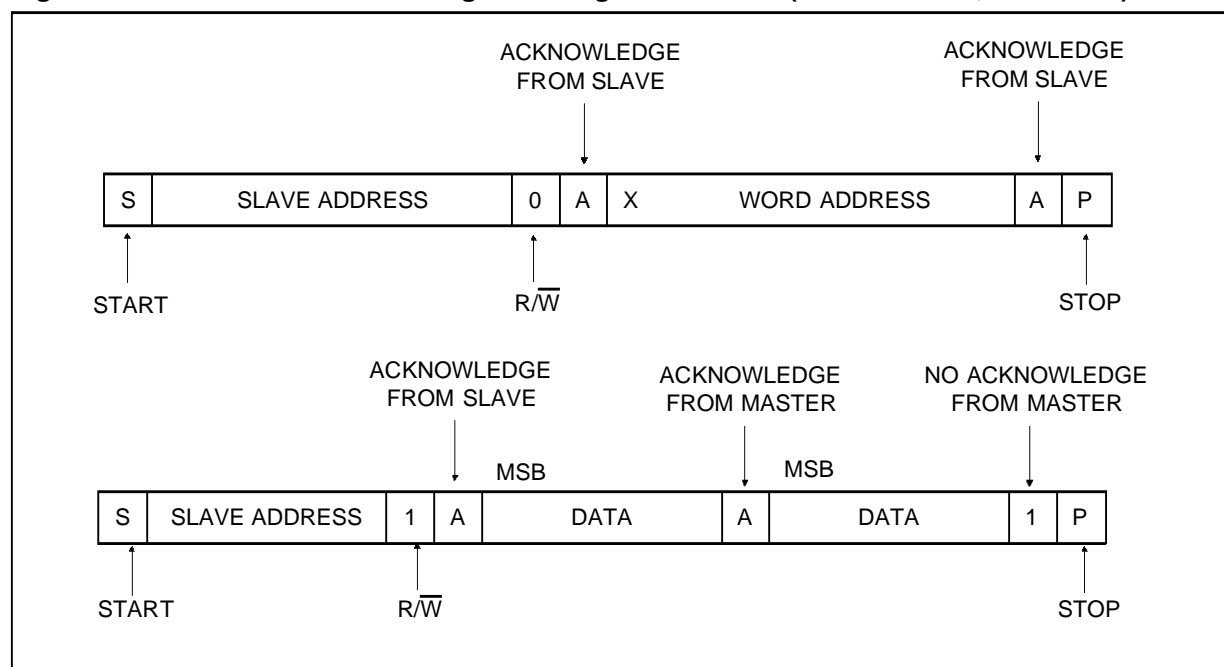 ACKNOWLEDGE
FROM SLAVE
ACKNOWLEDGE
FROM SLAVE
S SLAVE ADDRESS 0 A X WORD ADDRESS A P
START
R/W̅
STOP
ACKNOWLEDGE
FROM SLAVE
ACKNOWLEDGE
FROM MASTER
NO ACKNOWLEDGE
FROM MASTER
MSB
MSB
S SLAVE ADDRESS 1 A DATA A DATA 1 P
START
R/W̅
STOP